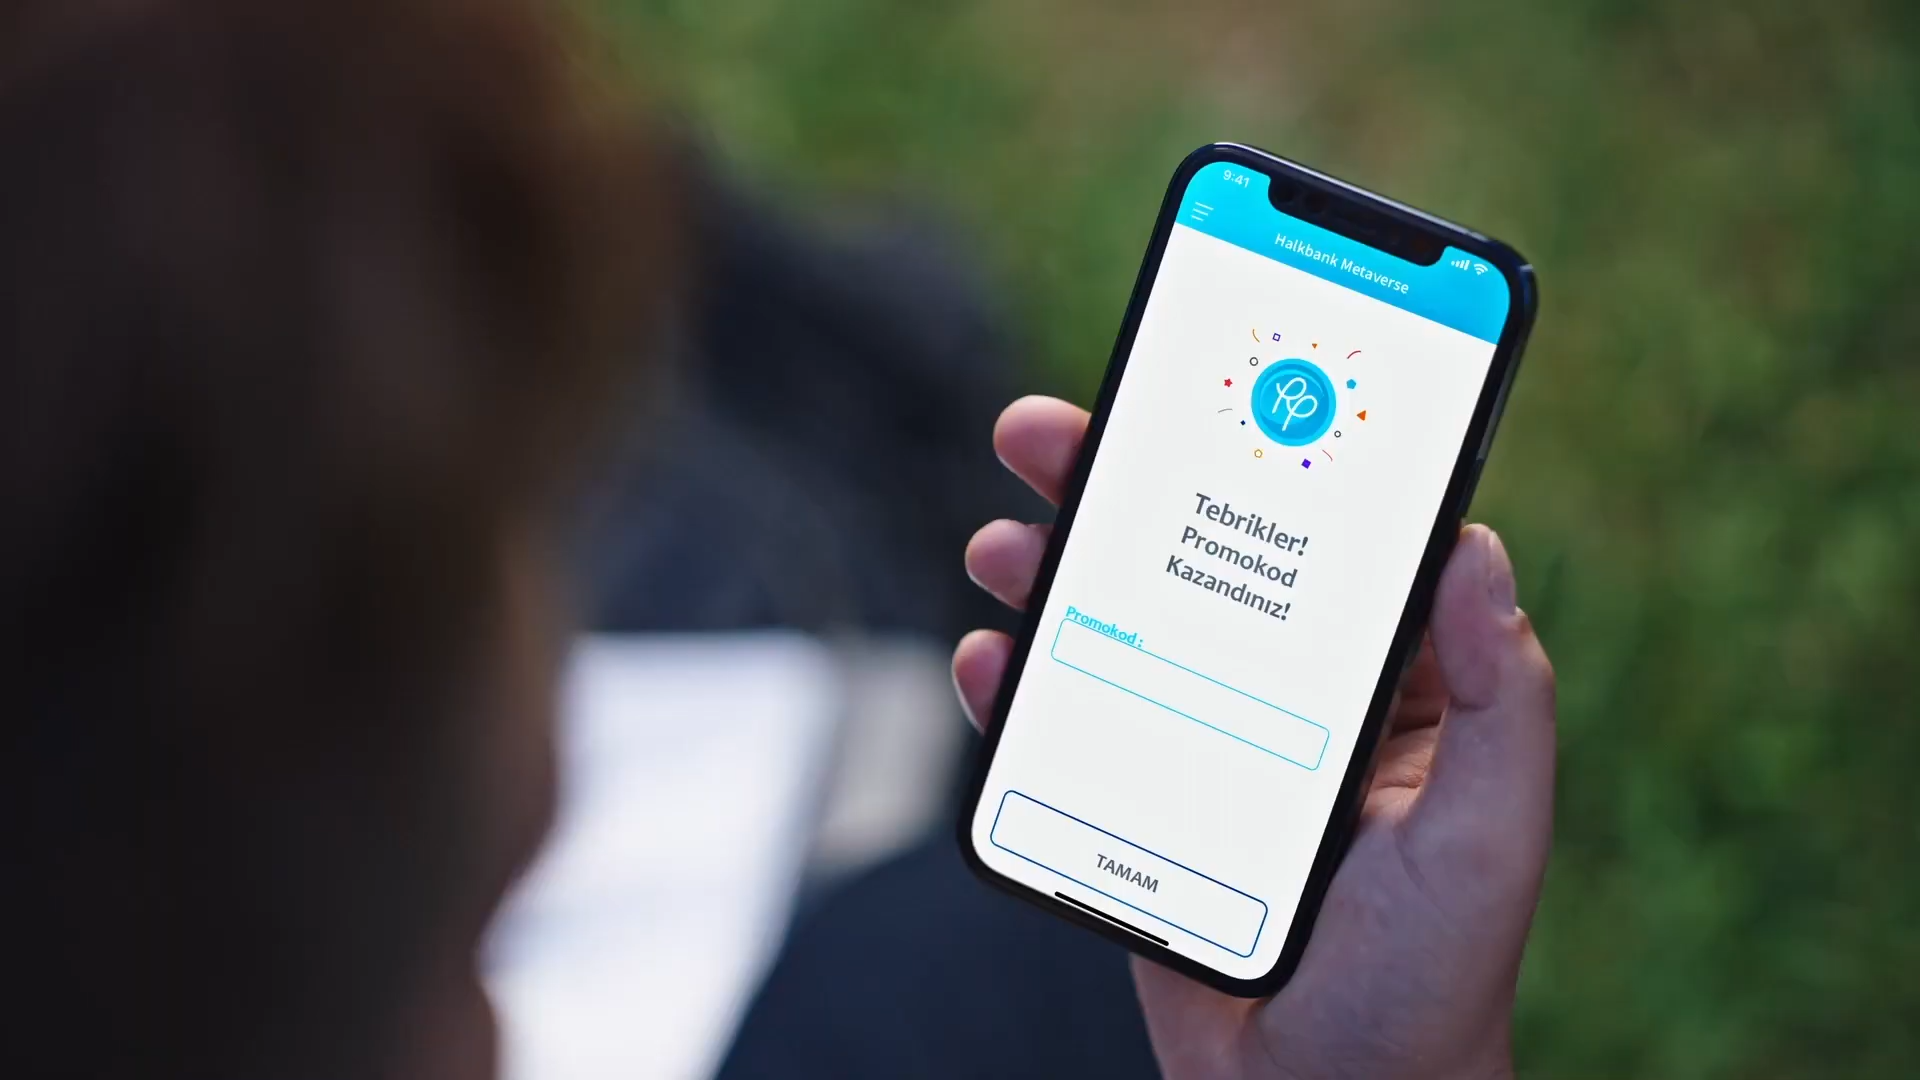 9:41
Halkbank Metaverse
Tebrikler!
Promokod
Kazandınız!
Promokod :
TAMAM